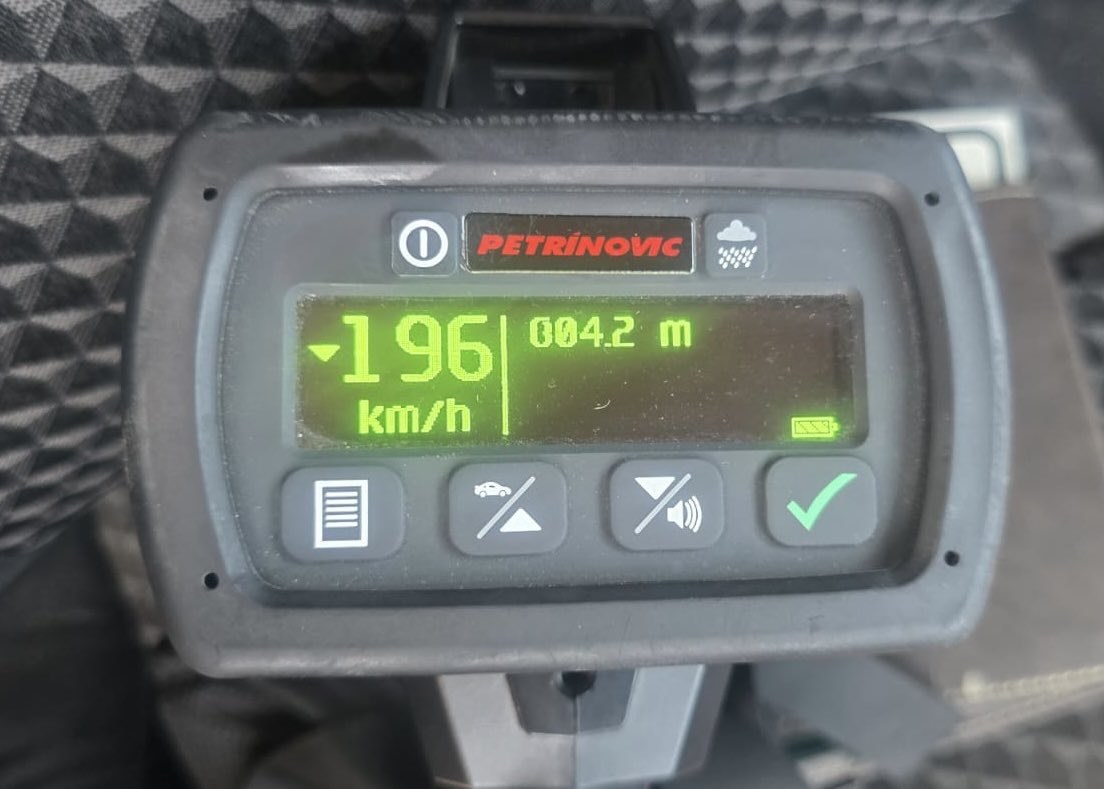 PETRÍNOVIC
196
km/h
004.2 m